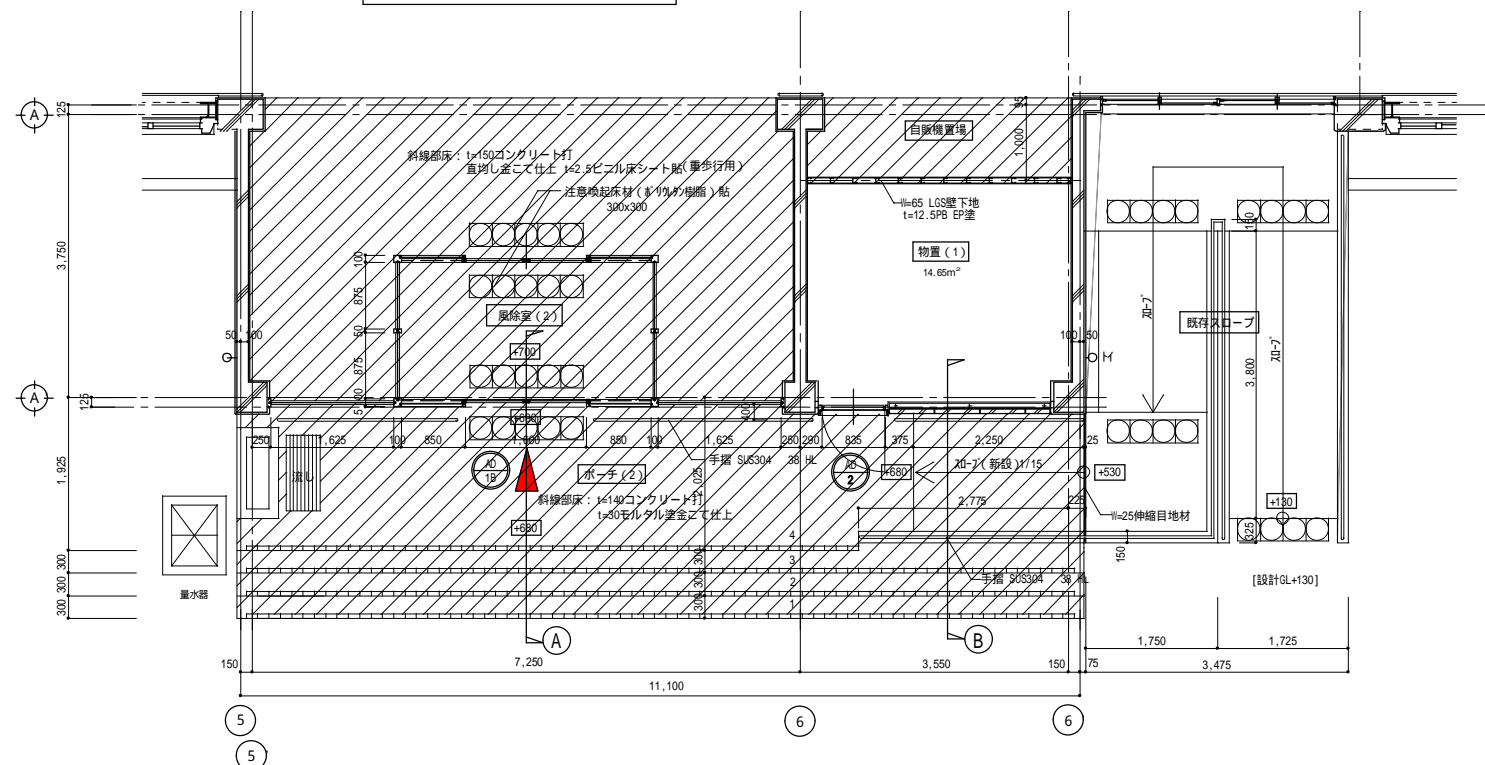 A
125
3,750
A
125
1,925
300
300
300
斜線部床：t=150コンクリート打
直均し金こて仕上 t=2.5ビニル床シート貼(重歩行用)
注意喚起床材(ポリウレタン樹脂)貼
300x300
自販機置場
95
1,000
W=65 LGS壁下地
t=12.5PB EP塗
物置(1)
14.65m²
風除室(2)
+700
100
875
50
875
100
50 100
100 50
トイ
スロープ
既存スロープ
スロープ
3,800
250
1,625
100
850
850
100
1,625
250
290
835
375
2,250
25
400
手摺 SUS304 38 HL
流し
AD
1B
ポーチ(2)
斜線部床：t=140コンクリート打
t=30モルタル塗金こて仕上
AD
2
+680
スロープ(新設)1/15
+530
2,775
225
W=25伸縮目地材
+130
325
150
手摺 SUS304 38 HL
[設計GL+130]
4
3
2
1
300
300
300
量水器
A
B
150
7,250
3,550
150
75
1,750
1,725
3,475
11,100
5
6
6
5